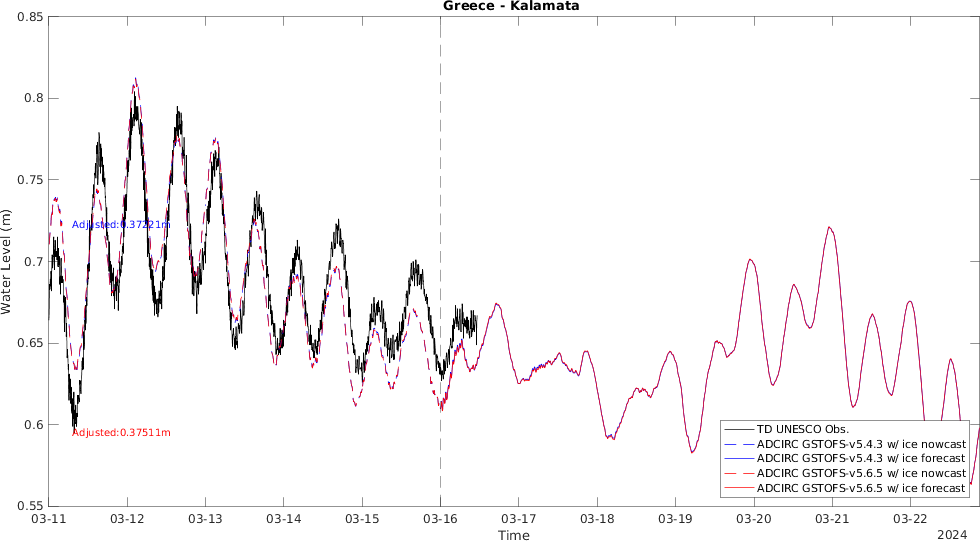 Greece - Kalamata
0.85
0.8
0.75
0.7
0.65
0.6
0.55
Water Level (m)
Adjusted:0.37221m
Adjusted:0.37511m
TD UNESCO Obs.
ADCIRC GSTOFS-v5.4.3 w/ ice nowcast
ADCIRC GSTOFS-v5.4.3 w/ ice forecast
ADCIRC GSTOFS-v5.6.5 w/ ice nowcast
ADCIRC GSTOFS-v5.6.5 w/ ice forecast
03-11 03-12 03-13 03-14 03-15 03-16 03-17 03-18 03-19 03-20 03-21 03-22
Time
2024